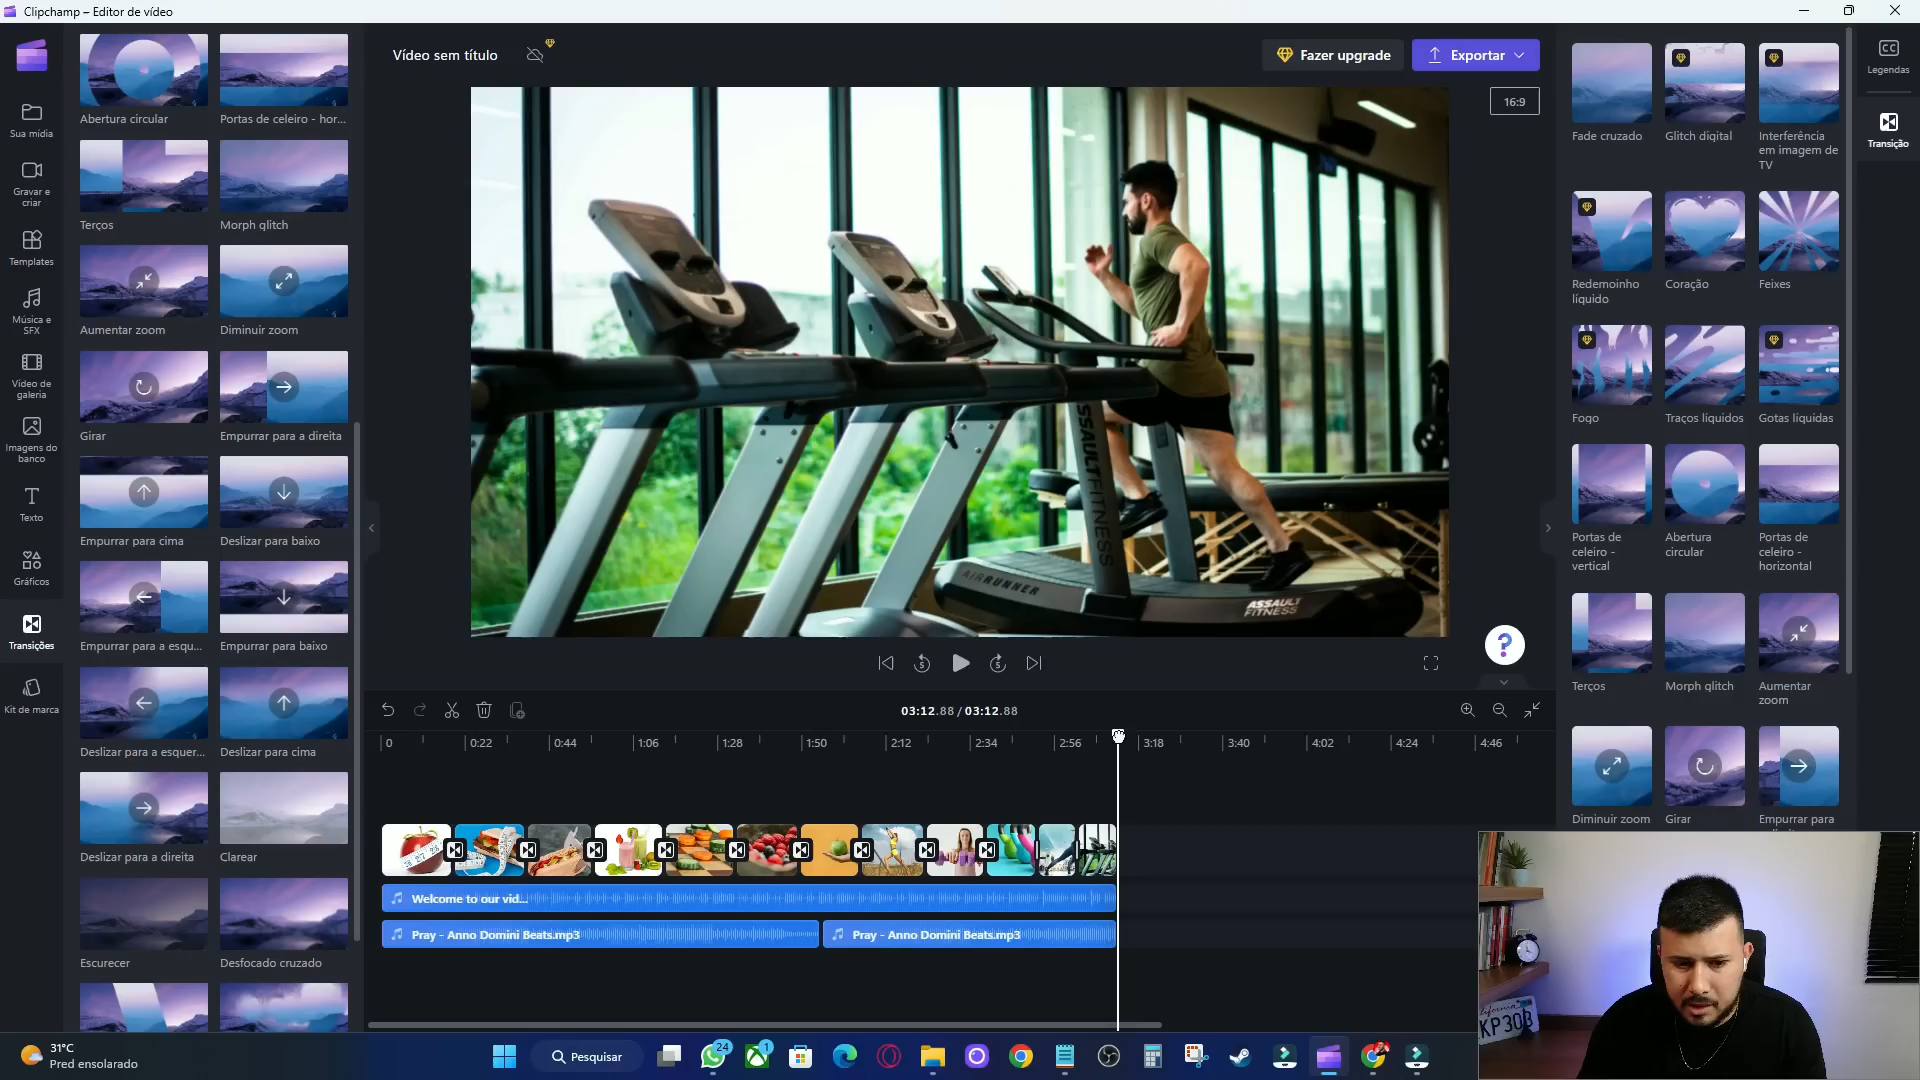 Clipchamp – Editor de vídeo
Sua mídia
Gravar e
criar
Templates
Música e
SFX
Vídeo de
galeria
Imagens do
banco
Texto
Gráficos
Transições
Kit de marca
Abertura circular
Portas de celeiro - hor...
Terços
Morph glitch
Aumentar zoom
Diminuir zoom
Girar
Empurrar para a direita
Empurrar para cima
Deslizar para baixo
Empurrar para a esqu...
Empurrar para baixo
Deslizar para a esquer...
Deslizar para cima
Deslizar para a direita
Clarear
Escurecer
Desfocado cruzado
Vídeo sem título
Fazer upgrade
Exportar
16:9
ASSAULTFITNESS
AIRRUNNER
ASSAULT
FITNESS
5
5
?
03:12.88 / 03:12.88
0
0:22
0:44
1:06
1:28
1:50
2:12
2:34
2:56
3:18
3:40
4:02
4:24
4:46
Welcome to our vid...
Pray - Anno Domini Beats.mp3
Pray - Anno Domini Beats.mp3
Fade cruzado
Glitch digital
Interferência
em imagem de
TV
Redemoinho
líquido
Coração
Feixes
Fogo
Traços líquidos
Gotas líquidas
Portas de
celeiro -
vertical
Abertura
circular
Portas de
celeiro -
horizontal
Terços
Morph glitch
Aumentar
zoom
Diminuir zoom
Girar
Empurrar para
CC
Legendas
Transição
31°C
Pred ensolarado
Pesquisar
24
1